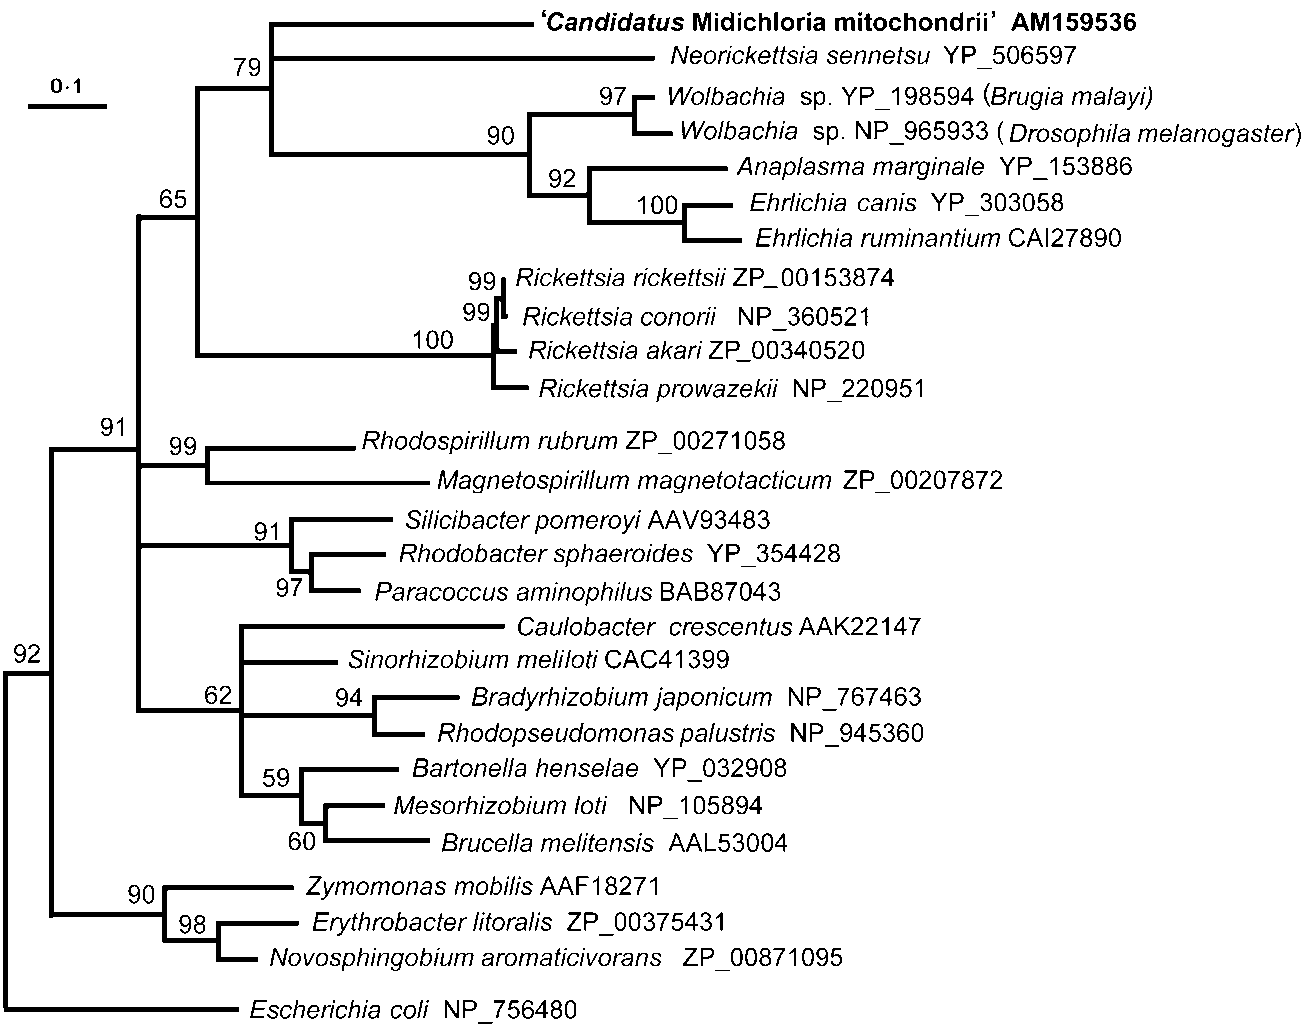 ‘Candidatus Midichloria mitochondrii’ AM159536
Neorickettsia sennetsu YP_506597
79
0·1
97
Wolbachia sp. YP_198594 (Brugia malayi)
Wolbachia sp. NP_965933 (Drosophila melanogaster)
90
Anaplasma marginale YP_153886
92
65
100
Ehrlichia canis YP_303058
Ehrlichia ruminantium CAI27890
99
Rickettsia rickettsii ZP_00153874
99
Rickettsia conorii NP_360521
100
Rickettsia akari ZP_00340520
Rickettsia prowazekii NP_220951
91
99
Rhodospirillum rubrum ZP_00271058
Magnetospirillum magnetotacticum ZP_00207872
91
Silicibacter pomeroyi AAV93483
Rhodobacter sphaeroides YP_354428
97
Paracoccus aminophilus BAB87043
Caulobacter crescentus AAK22147
92
Sinorhizobium meliloti CAC41399
62
94
Bradyrhizobium japonicum NP_767463
Rhodopseudomonas palustris NP_945360
59
Bartonella henselae YP_032908
Mesorhizobium loti NP_105894
60
Brucella melitensis AAL53004
90
Zymomonas mobilis AAF18271
98
Erythrobacter litoralis ZP_00375431
Novosphingobium aromaticivorans ZP_00871095
Escherichia coli NP_756480